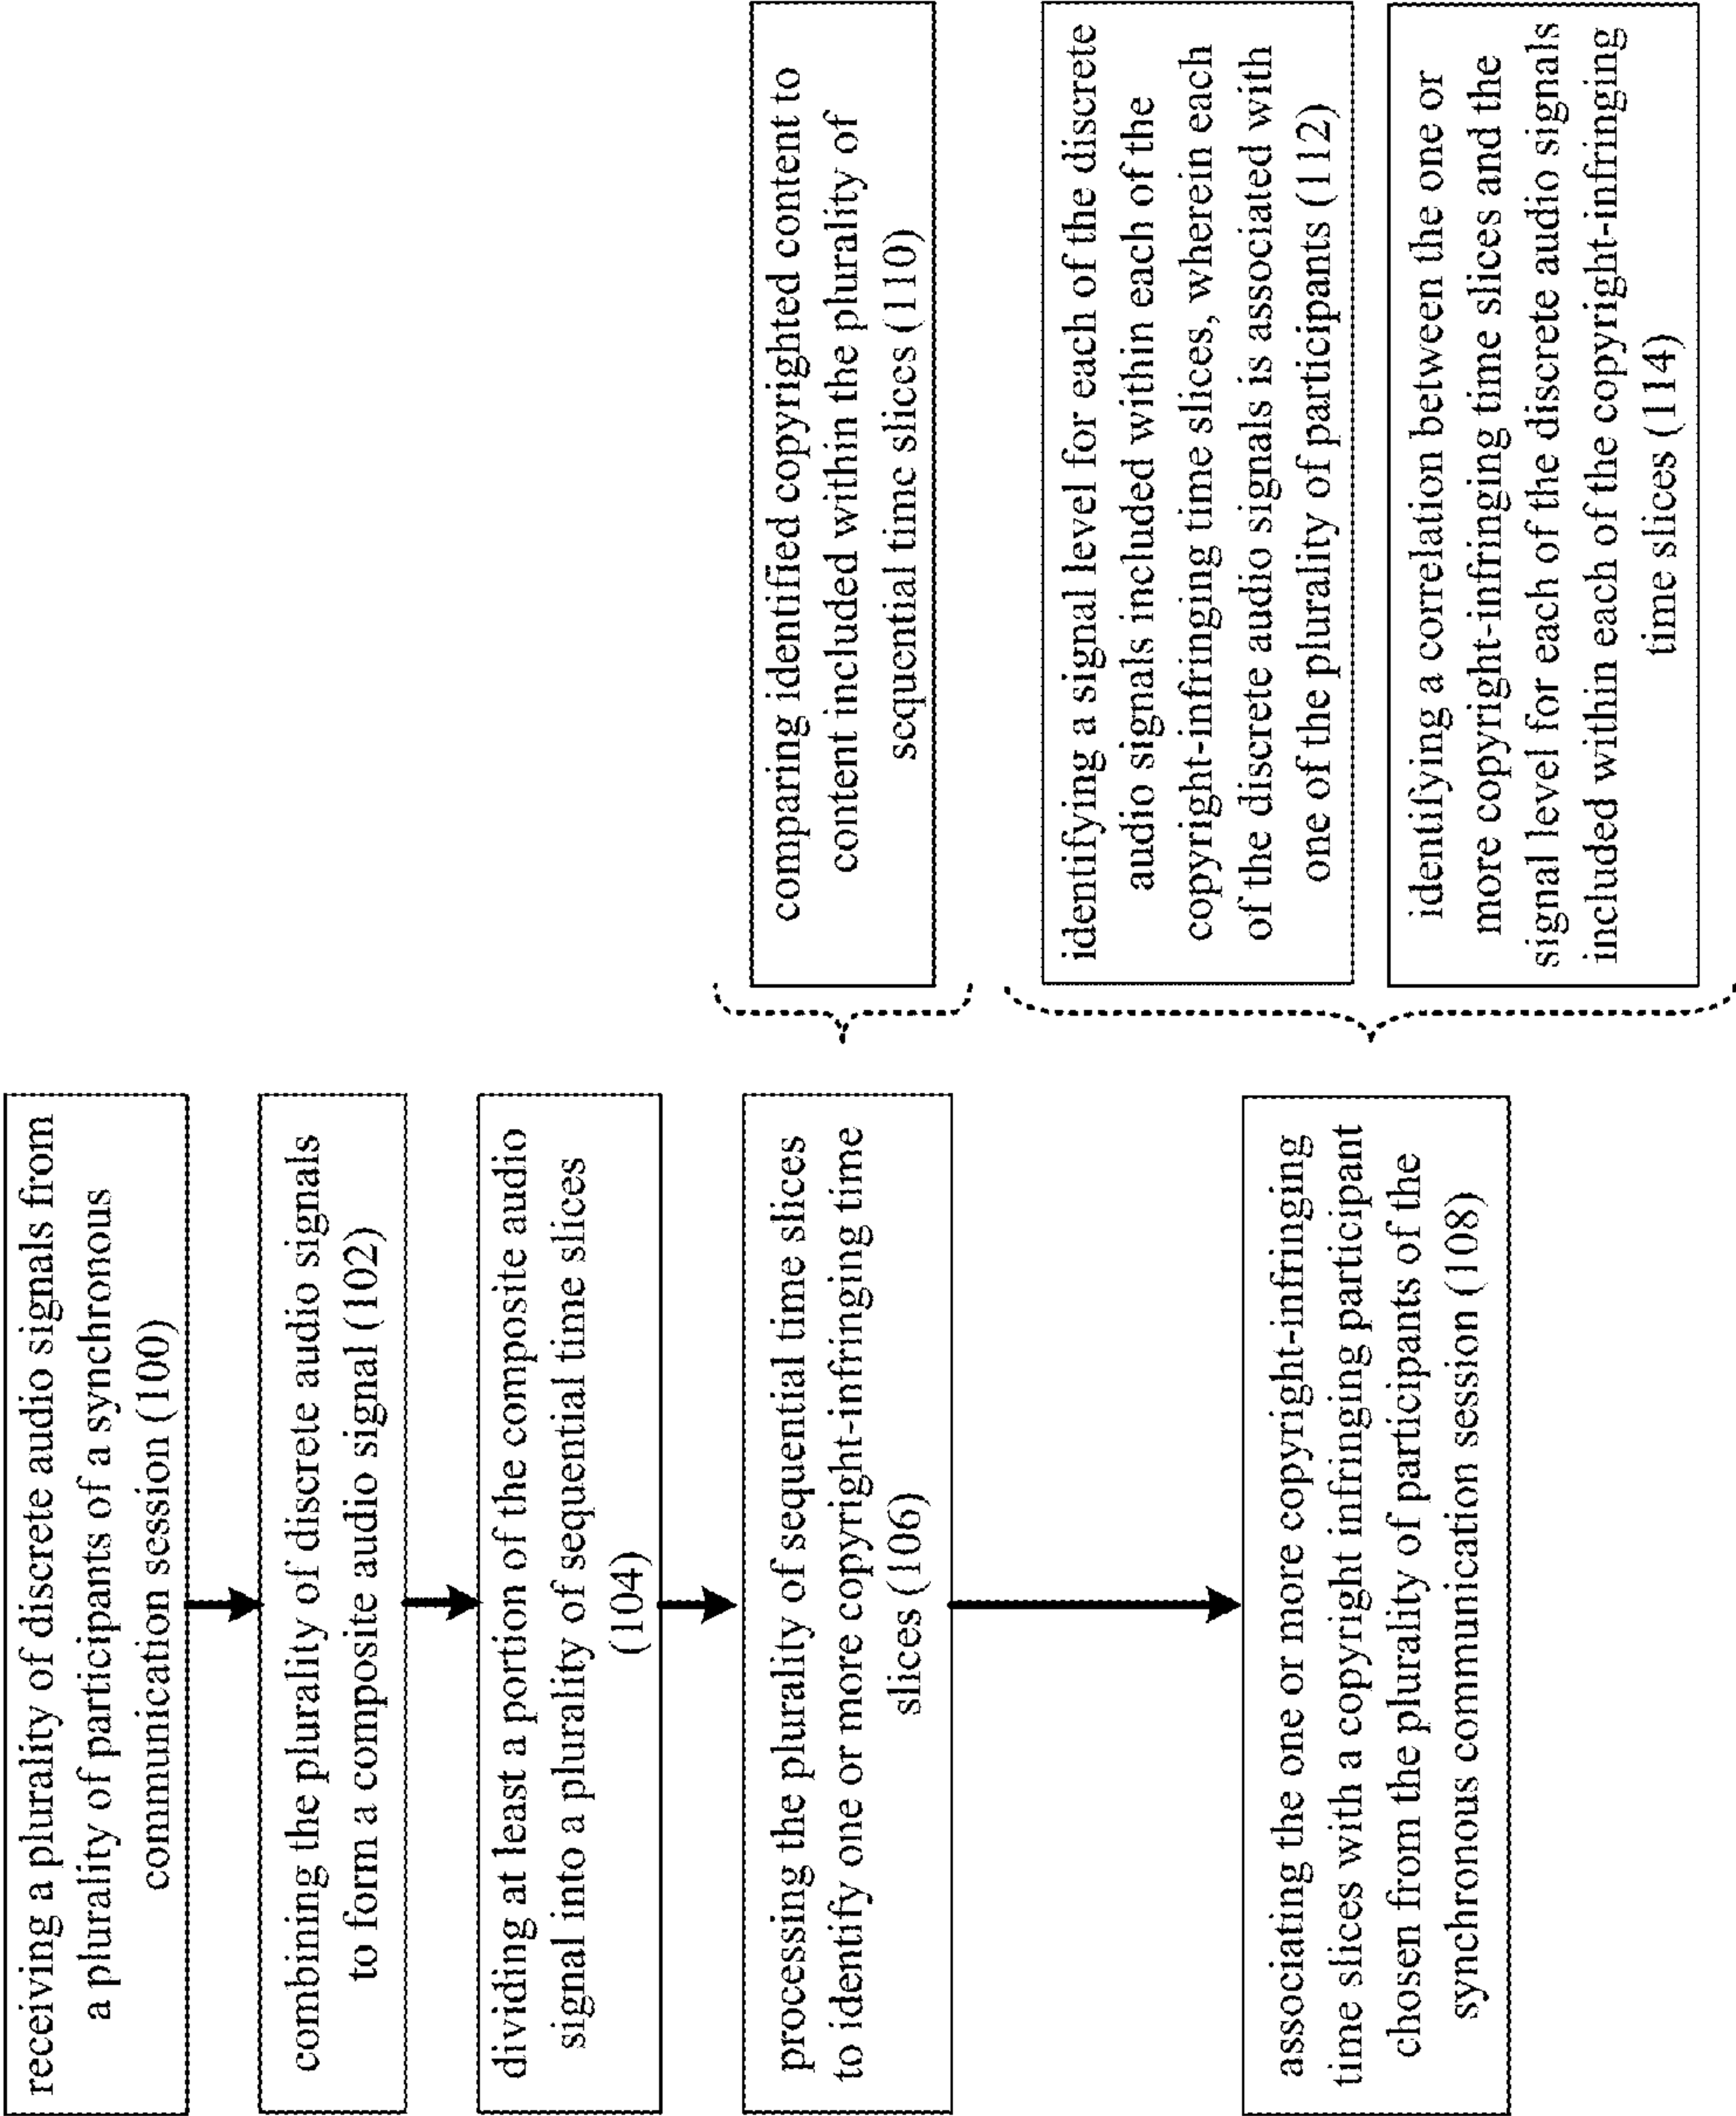 receiving a plurality of discrete audio signals from
a plurality of participants of a synchronous
communication session (100)
combining the plurality of discrete audio signals
to form a composite audio signal (102)
dividing at least a portion of the composite audio
signal into a plurality of sequential time slices
(104)
processing the plurality of sequential time slices
to identify one or more copyright-infringing time
slices (106)
comparing identified copyrighted content to
content included within the plurality of
sequential time slices (110)
associating the one or more copyright-infringing
time slices with a copyright infringing participant
chosen from the plurality of participants of the
synchronous communication session (108)
identifying a signal level for each of the discrete
audio signals included within each of the
copyright-infringing time slices, wherein each
of the discrete audio signals is associated with
one of the plurality of participants (112)
identifying a correlation between the one or
more copyright-infringing time slices and the
signal level for each of the discrete audio signals
included within each of the copyright-infringing
time slices (114)